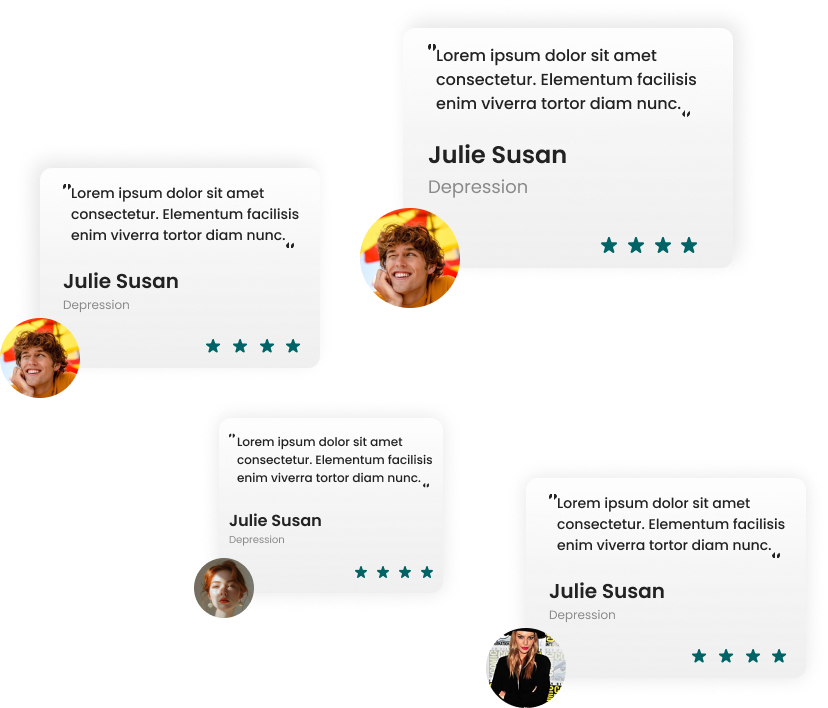 "Lorem ipsum dolor sit amet
consectetur. Elementum facilisis
enim viverra tortor diam nunc."
Julie Susan
Depression
"Lorem ipsum dolor sit amet
consectetur. Elementum facilisis
enim viverra tortor diam nunc."
Julie Susan
Depression
"Lorem ipsum dolor sit amet
consectetur. Elementum facilisis
enim viverra tortor diam nunc."
Julie Susan
Depression
"Lorem ipsum dolor sit amet
consectetur. Elementum facilisis
enim viverra tortor diam nunc."
Julie Susan
Depression